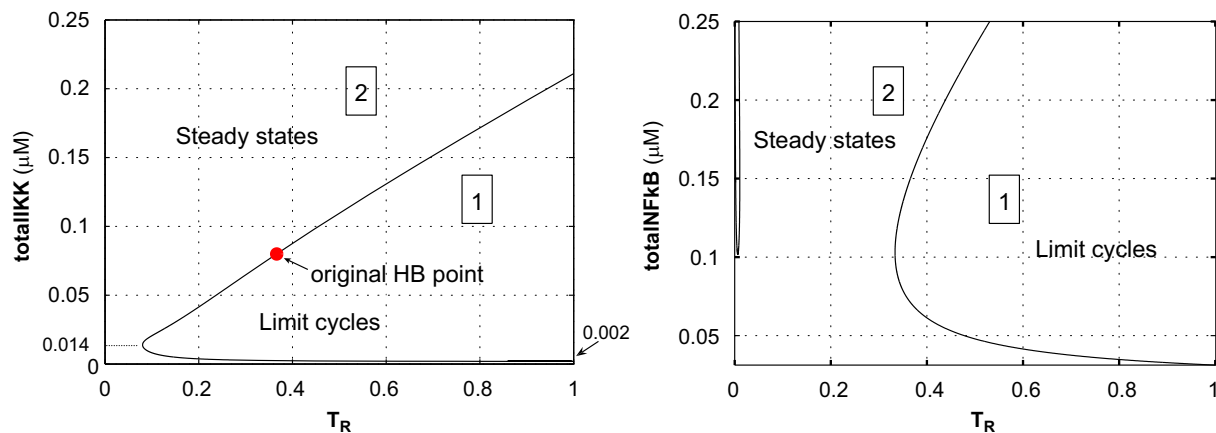 0.25
0.2
0.15
0.1
0.05
0.014
0
totalIKK (μM)
2
Steady states
1
original HB point
Limit cycles
0.002
0 0.2 0.4 0.6 0.8 1
T_R
0.25
0.2
0.15
0.1
0.05
totalNFkB (μM)
2
Steady states
1
Limit cycles
0 0.2 0.4 0.6 0.8 1
T_R